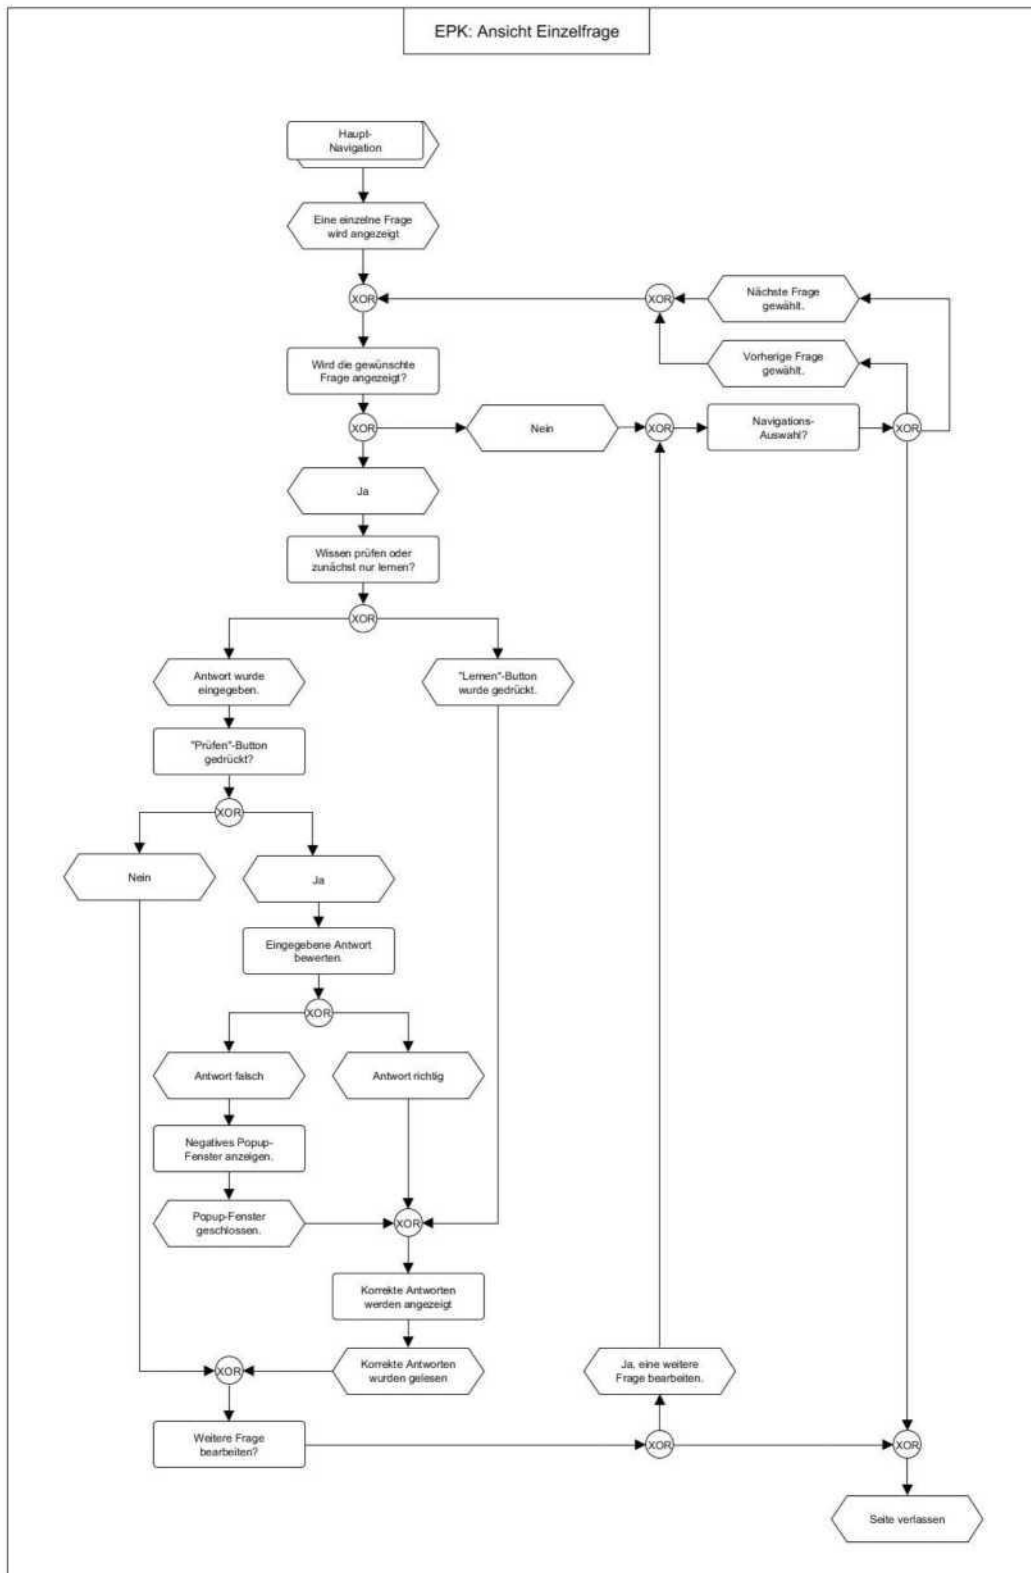 EPK: Ansicht Einzelfrage
Haupt-
Navigation
Eine einzelne Frage
wird angezeigt
XOR
XOR
Nächste Frage
gewählt.
Wird die gewünschte
Frage angezeigt?
Vorherige Frage
gewählt.
XOR
Nein
XOR
Navigations-
Auswahl?
XOR
Ja
Wissen prüfen oder
zunächst nur lernen?
XOR
Antwort wurde
eingegeben.
"Lernen"-Button
wurde gedrückt.
"Prüfen"-Button
gedrückt?
XOR
Nein
Ja
Eingegebene Antwort
bewerten.
XOR
Antwort falsch
Antwort richtig
Negatives Popup-
Fenster anzeigen.
Popup-Fenster
geschlossen.
XOR
Korrekte Antworten
werden angezeigt
XOR
Korrekte Antworten
wurden gelesen
Ja, eine weitere
Frage bearbeiten.
Weitere Frage
bearbeiten?
XOR
XOR
Seite verlassen